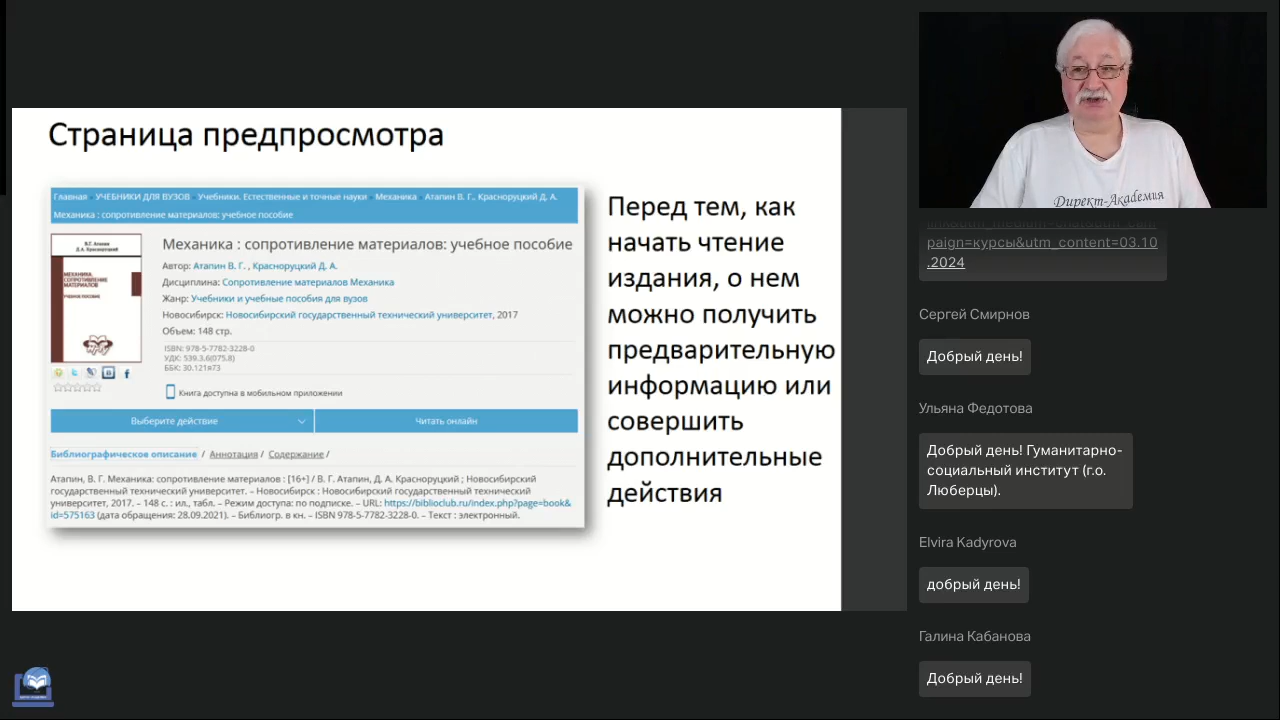 Страница предпросмотра
Главная УЧЕБНИКИ ДЛЯ ВУЗОВ Учебники. Естественные и точные науки Механика Атапин В. Г., Красноруцкий Д. А.
Механика : сопротивление материалов: учебное пособие
В.Г. Атапин
Д.А. Красноруцкий
МЕХАНИКА.
СОПРОТИВЛЕНИЕ
МАТЕРИАЛОВ
УЧЕБНОЕ ПОСОБИЕ
Механика : сопротивление материалов: учебное пособие
Автор: Атапин В. Г. , Красноруцкий Д. А.
Дисциплина: Сопротивление материалов Механика
Жанр: Учебники и учебные пособия для вузов
Новосибирск: Новосибирский государственный технический университет, 2017
Объем: 148 стр.
ISBN: 978-5-7782-3228-0
УДК: 539.3.6(075.8)
ББК: 30.121я73
Книга доступна в мобильном приложении
Выберите действие
Читать онлайн
Библиографическое описание / Аннотация / Содержание /
Атапин, В. Г. Механика: сопротивление материалов : [16+] / В. Г. Атапин, Д. А. Красноруцкий ; Новосибирский
государственный технический университет. – Новосибирск : Новосибирский государственный технический
университет, 2017. – 148 с. : ил., табл. – Режим доступа: по подписке. – URL: https://biblioclub.ru/index.php?page=book&
id=575163 (дата обращения: 28.09.2021). – Библиогр. в кн. – ISBN 978-5-7782-3228-0. – Текст : электронный.
Перед тем, как
начать чтение
издания, о нем
можно получить
предварительную
информацию или
совершить
дополнительные
действия
Директ-Академия
paign=курсы&utm_content=03.10
.2024
Сергей Смирнов
Добрый день!
Ульяна Федотова
Добрый день! Гуманитарно-
социальный институт (г.о.
Люберцы).
Elvira Kadyrova
добрый день!
Галина Кабанова
Добрый день!